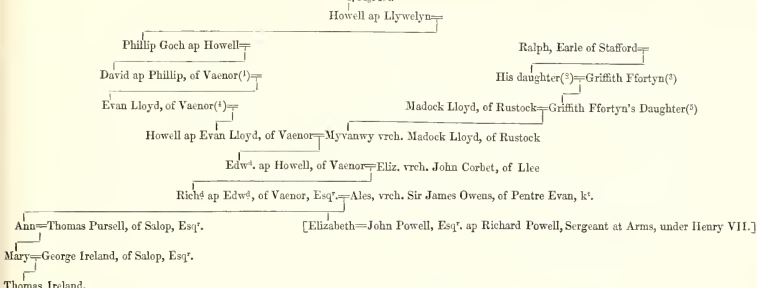 Howell ap Llywelyn
Phillip Goch ap Howell Ralph, Earle of Stafford
David ap Phillip, of Vaenor(¹) His daughter(²)=Griffith Ffortyn(³)
Evan Lloyd, of Vaenor(⁴) Madock Lloyd, of Rustock=Griffith Ffortyn's Daughter(⁵)
Howell ap Evan Lloyd, of Vaenor=Myvanwy vrch. Madock Lloyd, of Rustock
Edwᵈ. ap Howell, of Vaenor=Eliz. vrch. John Corbet, of Llee
Richᵈ ap Edwᵈ, of Vaenor, Esqʳ.=Ales, vrch. Sir James Owens, of Pentre Evan, kᵗ.
Ann=Thomas Pursell, of Salop, Esqʳ. [Elizabeth=John Powell, Esqʳ. ap Richard Powell, Sergeant at Arms, under Henry VII.]
Mary=George Ireland, of Salop, Esqʳ.
Thomas Ireland.